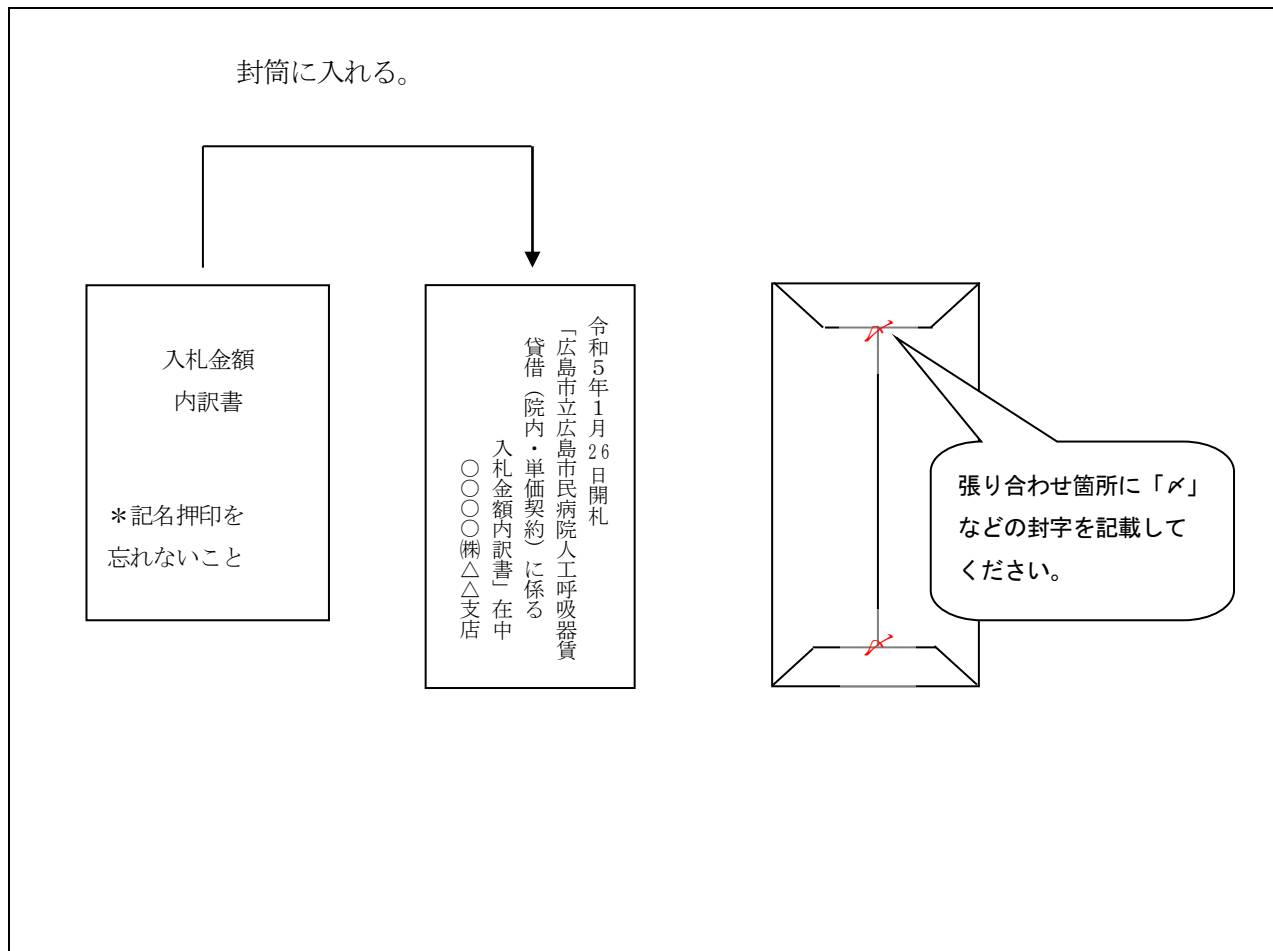 封筒に入れる。
入札金額
内訳書
＊記名押印を
忘れないこと
令和５年１月26日開札
「広島市立広島市民病院人工呼吸器賃
貸借（院内・単価契約）に係る
入札金額内訳書」在中
○○○○㈱△△支店
〆
張り合わせ箇所に「〆」
などの封字を記載して
ください。
〆